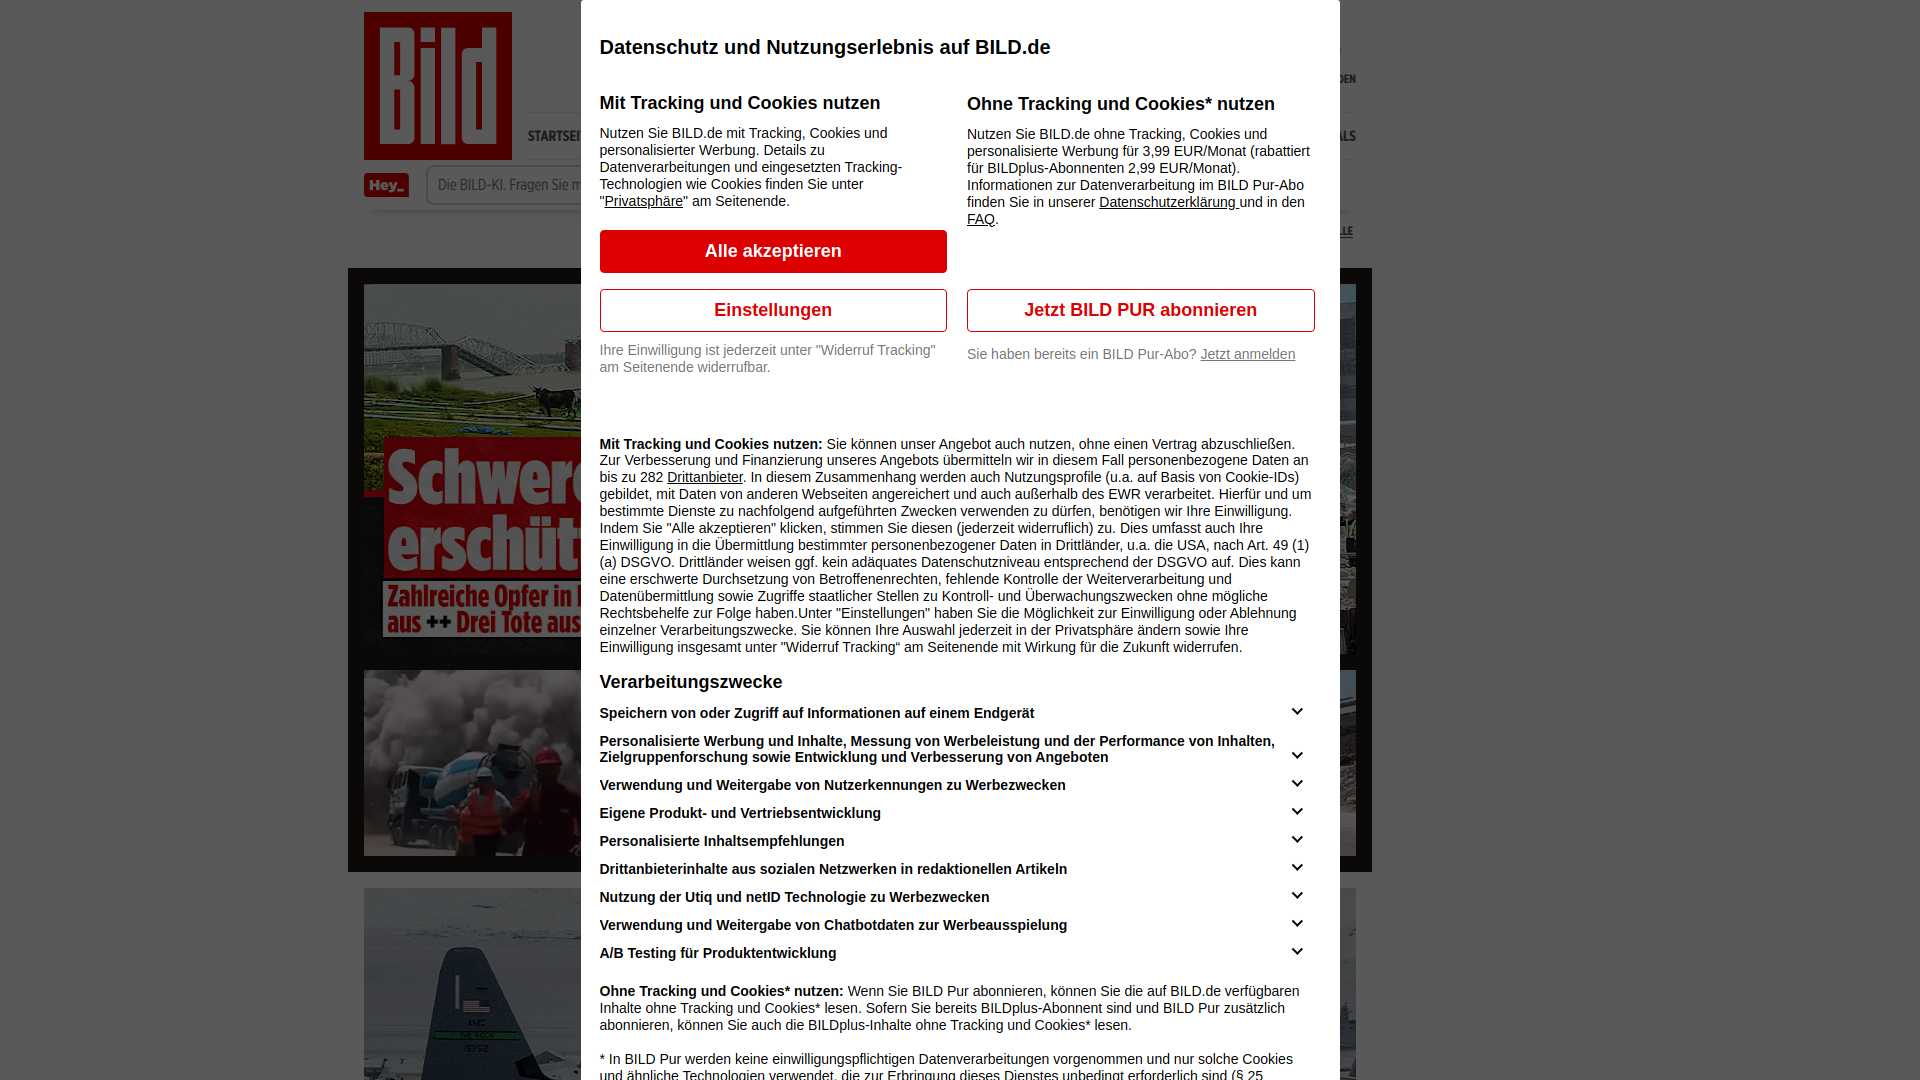 Bild
DEN
STARTSEI
ALS
Hey_
Die BILD-KI. Fragen Sie m
LLE
Schwere
erschüt
Zahlreiche Opfer in
aus ++ Drei Tote aus
Datenschutz und Nutzungserlebnis auf BILD.de
Mit Tracking und Cookies nutzen
Nutzen Sie BILD.de mit Tracking, Cookies und
personalisierter Werbung. Details zu
Datenverarbeitungen und eingesetzten Tracking-
Technologien wie Cookies finden Sie unter
"Privatsphäre" am Seitenende.
Alle akzeptieren
Einstellungen
Ihre Einwilligung ist jederzeit unter "Widerruf Tracking"
am Seitenende widerrufbar.
Ohne Tracking und Cookies* nutzen
Nutzen Sie BILD.de ohne Tracking, Cookies und
personalisierte Werbung für 3,99 EUR/Monat (rabattiert
für BILDplus-Abonnenten 2,99 EUR/Monat).
Informationen zur Datenverarbeitung im BILD Pur-Abo
finden Sie in unserer Datenschutzerklärung und in den
FAQ.
Jetzt BILD PUR abonnieren
Sie haben bereits ein BILD Pur-Abo? Jetzt anmelden
Mit Tracking und Cookies nutzen: Sie können unser Angebot auch nutzen, ohne einen Vertrag abzuschließen.
Zur Verbesserung und Finanzierung unseres Angebots übermitteln wir in diesem Fall personenbezogene Daten an
bis zu 282 Drittanbieter. In diesem Zusammenhang werden auch Nutzungsprofile (u.a. auf Basis von Cookie-IDs)
gebildet, mit Daten von anderen Webseiten angereichert und auch außerhalb des EWR verarbeitet. Hierfür und um
bestimmte Dienste zu nachfolgend aufgeführten Zwecken verwenden zu dürfen, benötigen wir Ihre Einwilligung.
Indem Sie "Alle akzeptieren" klicken, stimmen Sie diesen (jederzeit widerruflich) zu. Dies umfasst auch Ihre
Einwilligung in die Übermittlung bestimmter personenbezogener Daten in Drittländer, u.a. die USA, nach Art. 49 (1)
(a) DSGVO. Drittländer weisen ggf. kein adäquates Datenschutzniveau entsprechend der DSGVO auf. Dies kann
eine erschwerte Durchsetzung von Betroffenenrechten, fehlende Kontrolle der Weiterverarbeitung und
Datenübermittlung sowie Zugriffe staatlicher Stellen zu Kontroll- und Überwachungszwecken ohne mögliche
Rechtsbehelfe zur Folge haben.Unter "Einstellungen" haben Sie die Möglichkeit zur Einwilligung oder Ablehnung
einzelner Verarbeitungszwecke. Sie können Ihre Auswahl jederzeit in der Privatsphäre ändern sowie Ihre
Einwilligung insgesamt unter "Widerruf Tracking“ am Seitenende mit Wirkung für die Zukunft widerrufen.
Verarbeitungszwecke
Speichern von oder Zugriff auf Informationen auf einem Endgerät
Personalisierte Werbung und Inhalte, Messung von Werbeleistung und der Performance von Inhalten,
Zielgruppenforschung sowie Entwicklung und Verbesserung von Angeboten
Verwendung und Weitergabe von Nutzerkennungen zu Werbezwecken
Eigene Produkt- und Vertriebsentwicklung
Personalisierte Inhaltsempfehlungen
Drittanbieterinhalte aus sozialen Netzwerken in redaktionellen Artikeln
Nutzung der Utiq und netID Technologie zu Werbezwecken
Verwendung und Weitergabe von Chatbotdaten zur Werbeausspielung
A/B Testing für Produktentwicklung
Ohne Tracking und Cookies* nutzen: Wenn Sie BILD Pur abonnieren, können Sie die auf BILD.de verfügbaren
Inhalte ohne Tracking und Cookies* lesen. Sofern Sie bereits BILDplus-Abonnent sind und BILD Pur zusätzlich
abonnieren, können Sie auch die BILDplus-Inhalte ohne Tracking und Cookies* lesen.
* In BILD Pur werden keine einwilligungspflichtigen Datenverarbeitungen vorgenommen und nur solche Cookies
und ähnliche Technologien verwendet, die zur Erbringung dieses Dienstes unbedingt erforderlich sind (§ 25